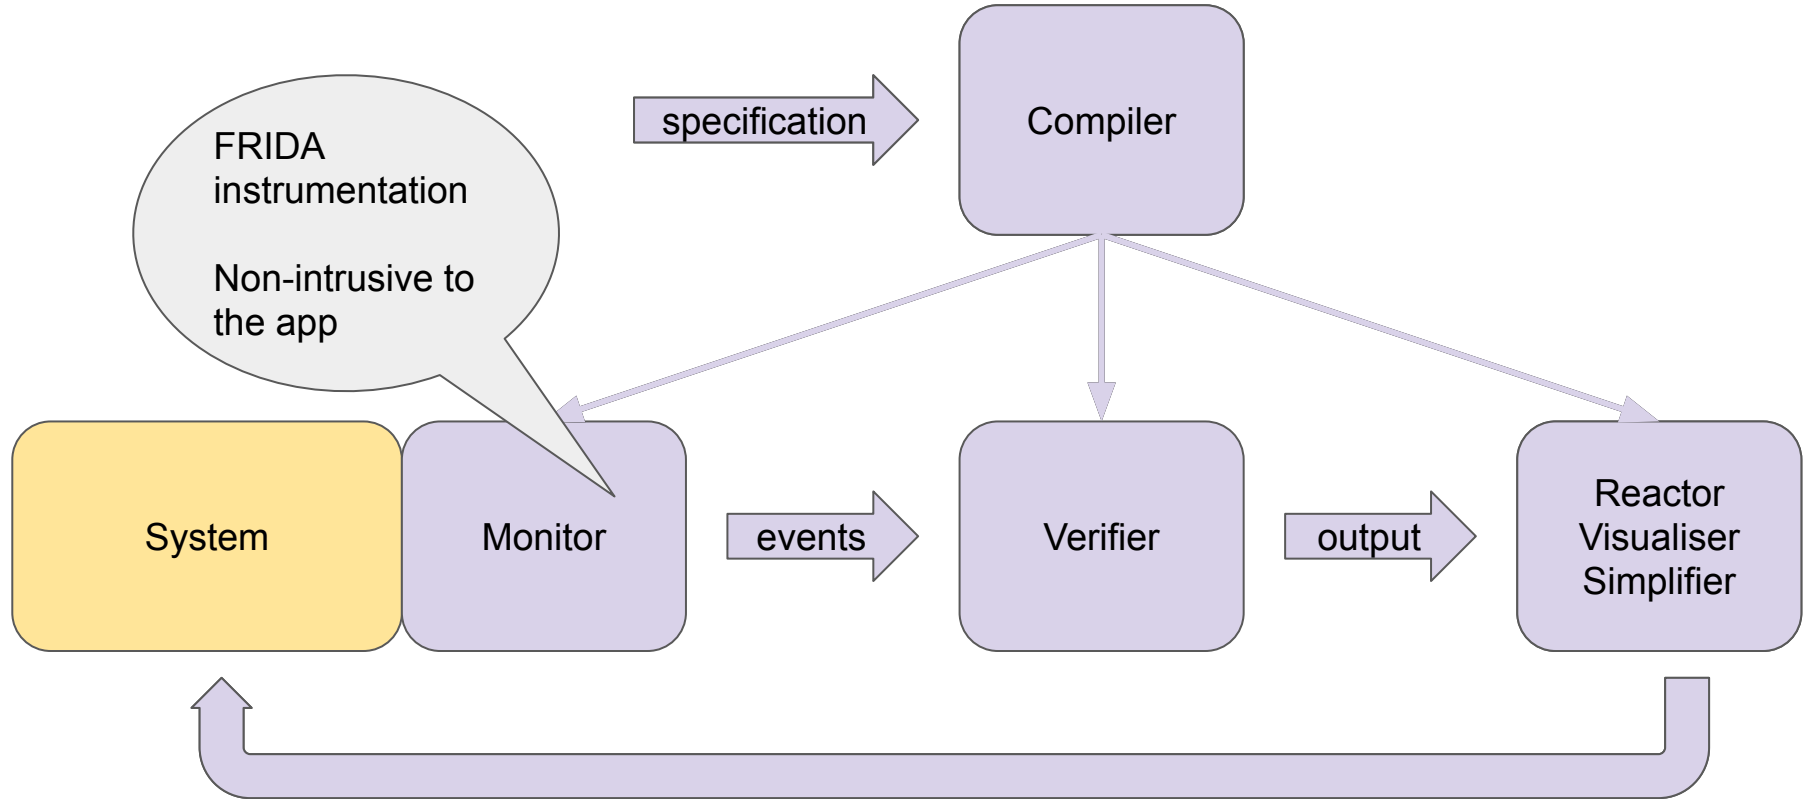 specification
Compiler
FRIDA
instrumentation
Non-intrusive to
the app
System
Monitor
events
Verifier
output
Reactor
Visualiser
Simplifier